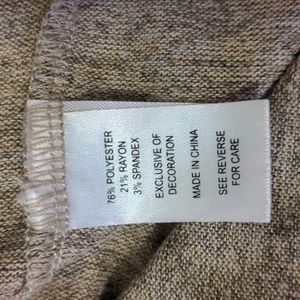 76% POLYESTER
21% RAYON
3% SPANDEX
EXCLUSIVE OF
DECORATION
MADE IN CHINA
SEE REVERSE
FOR CARE